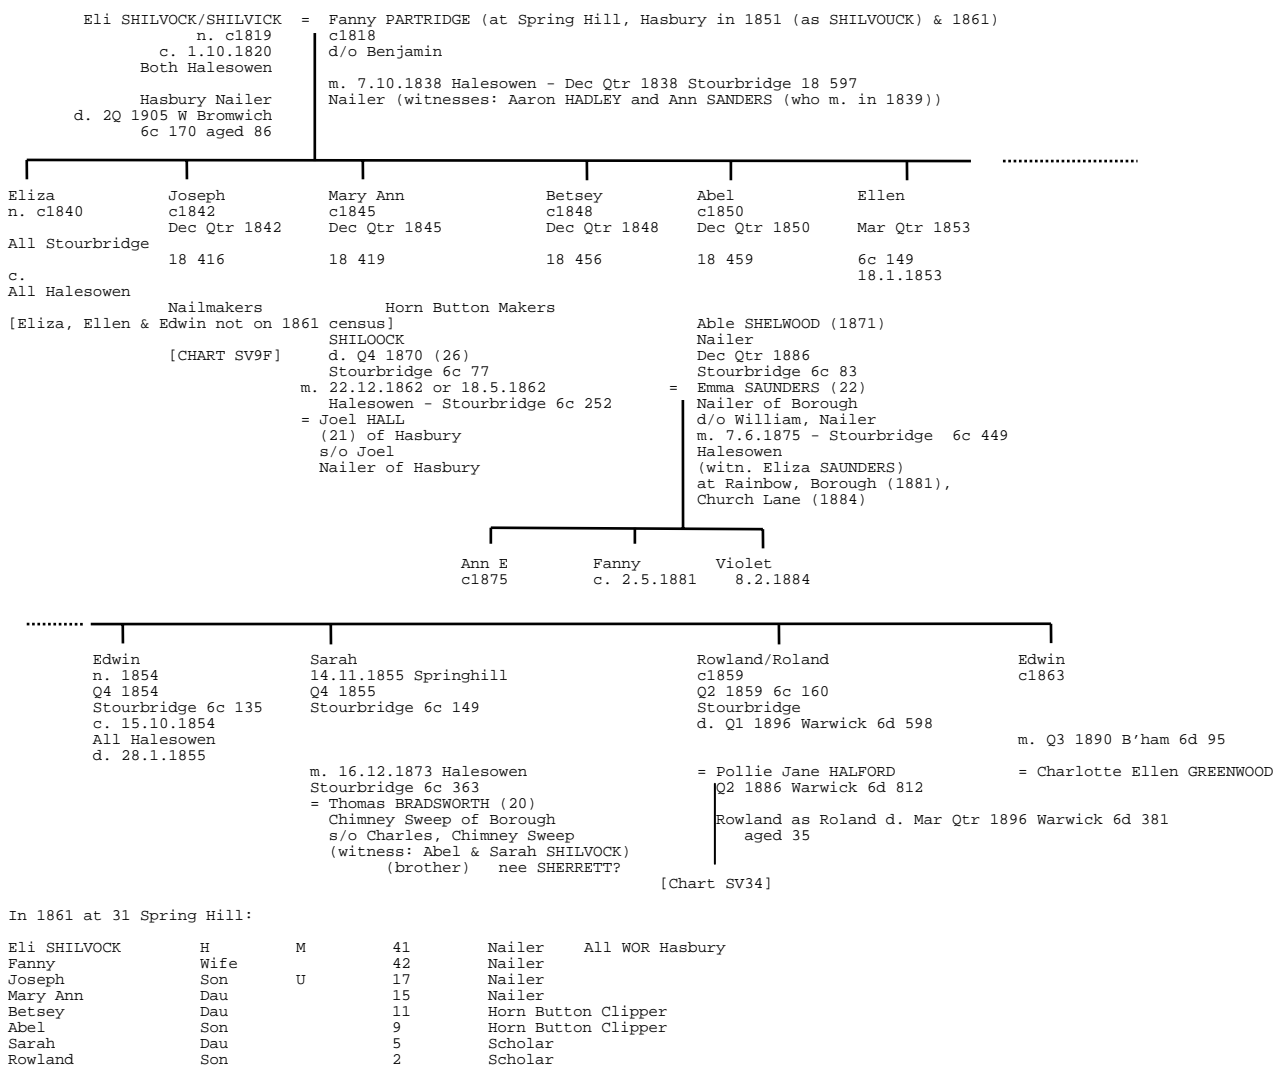 Eli SHILVOCK/SHILVICK = Fanny PARTRIDGE (at Spring Hill, Hasbury in 1851 (as SHILVOUCK) & 1861)
n. c1819 c1818
c. 1.10.1820 d/o Benjamin
Both Halesowen
m. 7.10.1838 Halesowen - Dec Qtr 1838 Stourbridge 18 597
Hasbury Nailer Nailer (witnesses: Aaron HADLEY and Ann SANDERS (who m. in 1839))
d. 2Q 1905 W Bromwich
6c 170 aged 86
Eliza Joseph Mary Ann Betsey Abel Ellen
n. c1840 c1842 c1845 c1848 c1850
Dec Qtr 1842 Dec Qtr 1845 Dec Qtr 1848 Dec Qtr 1850 Mar Qtr 1853
All Stourbridge
18 416 18 419 18 456 18 459 6c 149
c. 18.1.1853
All Halesowen
Nailmakers Horn Button Makers
[Eliza, Ellen & Edwin not on 1861 census] Able SHELWOOD (1871)
SHILOOCK Nailer
[CHART SV9F] d. Q4 1870 (26) Dec Qtr 1886
Stourbridge 6c 77 Stourbridge 6c 83
m. 22.12.1862 or 18.5.1862 = Emma SAUNDERS (22)
Halesowen - Stourbridge 6c 252 Nailer of Borough
= Joel HALL d/o William, Nailer
(21) of Hasbury m. 7.6.1875 - Stourbridge 6c 449
s/o Joel Halesowen
Nailer of Hasbury (witn. Eliza SAUNDERS)
at Rainbow, Borough (1881),
Church Lane (1884)
Ann E Fanny Violet
c1875 c. 2.5.1881 8.2.1884
Edwin Sarah Rowland/Roland Edwin
n. 1854 14.11.1855 Springhill c1859 c1863
Q4 1854 Q4 1855 Q2 1859 6c 160
Stourbridge 6c 135 Stourbridge 6c 149 Stourbridge
c. 15.10.1854 d. Q1 1896 Warwick 6d 598
All Halesowen m. Q3 1890 B'ham 6d 95
d. 28.1.1855
m. 16.12.1873 Halesowen = Pollie Jane HALFORD = Charlotte Ellen GREENWOOD
Stourbridge 6c 363 Q2 1886 Warwick 6d 812
= Thomas BRADSWORTH (20)
Chimney Sweep of Borough Rowland as Roland d. Mar Qtr 1896 Warwick 6d 381
s/o Charles, Chimney Sweep aged 35
(witness: Abel & Sarah SHILVOCK)
(brother) nee SHERRETT?
[Chart SV34]
In 1861 at 31 Spring Hill:
Eli SHILVOCK H M 41 Nailer All WOR Hasbury
Fanny Wife 42 Nailer
Joseph Son U 17 Nailer
Mary Ann Dau 15 Nailer
Betsey Dau 11 Horn Button Clipper
Abel Son 9 Horn Button Clipper
Sarah Dau 5 Scholar
Rowland Son 2 Scholar